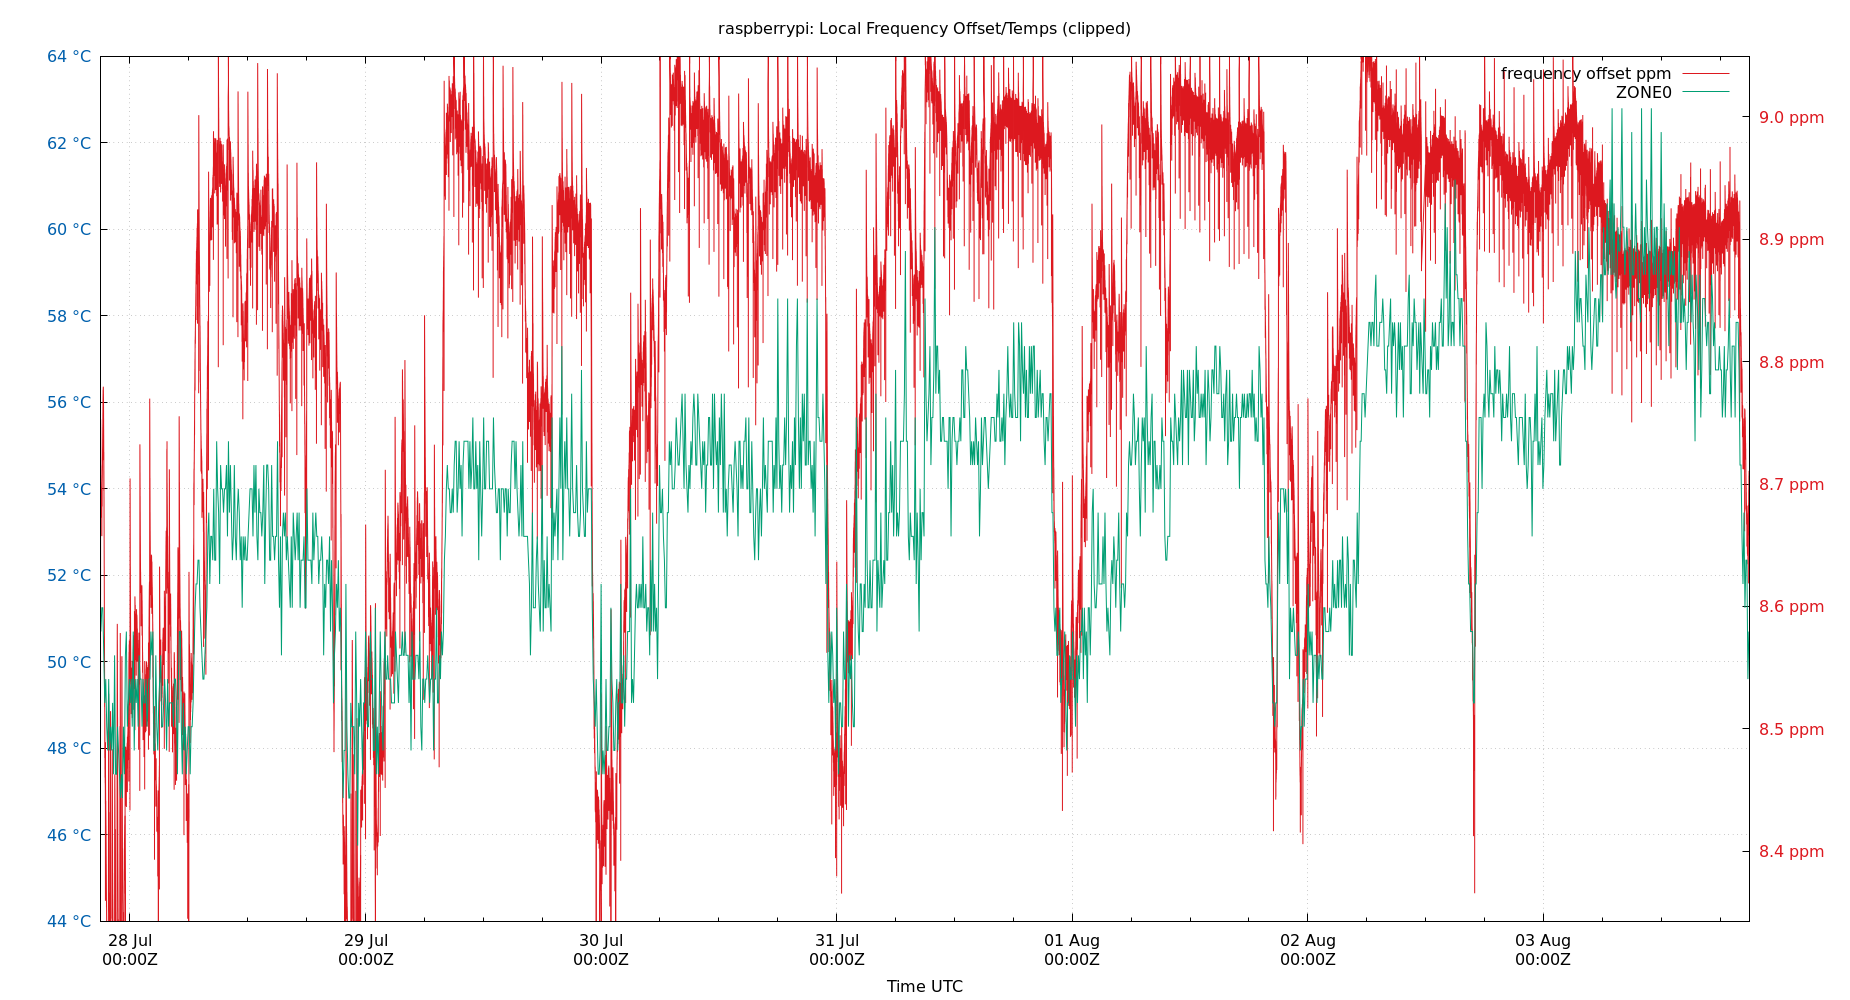 raspberrypi: Local Frequency Offset/Temps (clipped)
64 °C
62 °C
60 °C
58 °C
56 °C
54 °C
52 °C
50 °C
48 °C
46 °C
44 °C
frequency offset ppm
ZONE0
9.0 ppm
8.9 ppm
8.8 ppm
8.7 ppm
8.6 ppm
8.5 ppm
8.4 ppm
28 Jul
00:00Z
29 Jul
00:00Z
30 Jul
00:00Z
31 Jul
00:00Z
01 Aug
00:00Z
02 Aug
00:00Z
03 Aug
00:00Z
Time UTC